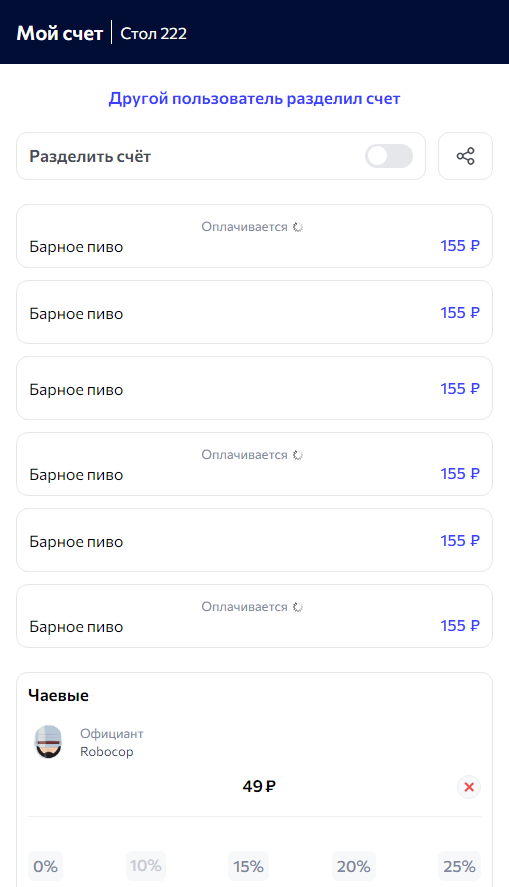 Мой счет | Стол 222
Другой пользователь разделил счет
Разделить счёт
Оплачивается
Барное пиво 155 ₽
Барное пиво 155 ₽
Барное пиво 155 ₽
Оплачивается
Барное пиво 155 ₽
Барное пиво 155 ₽
Оплачивается
Барное пиво 155 ₽
Чаевые
Официант
Robocop
49 ₽
0% 10% 15% 20% 25%